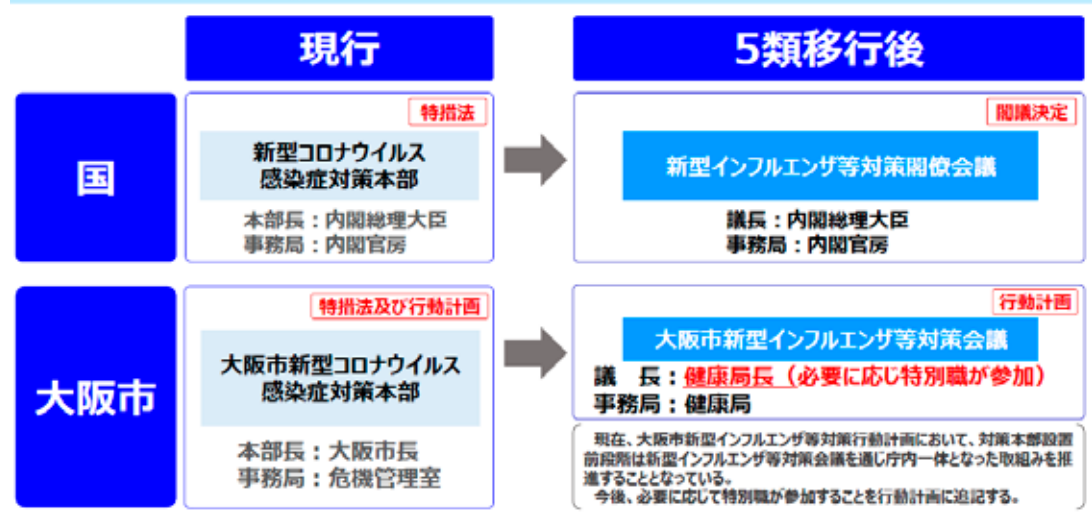 現行
5類移行後
国
特措法
新型コロナウイルス
感染症対策本部
本部長：内閣総理大臣
事務局：内閣官房
閣議決定
新型インフルエンザ等対策閣僚会議
議長：内閣総理大臣
事務局：内閣官房
大阪市
特措法及び行動計画
大阪市新型コロナウイルス
感染症対策本部
本部長：大阪市長
事務局：危機管理室
行動計画
大阪市新型インフルエンザ等対策会議
議　長：健康局長（必要に応じ特別職が参加）
事務局：健康局
現在、大阪市新型インフルエンザ等対策行動計画において、対策本部設置
前段階は新型インフルエンザ等対策会議を通じ庁内一体となった取組みを推
進することとなっている。
今後、必要に応じて特別職が参加することを行動計画に追記する。